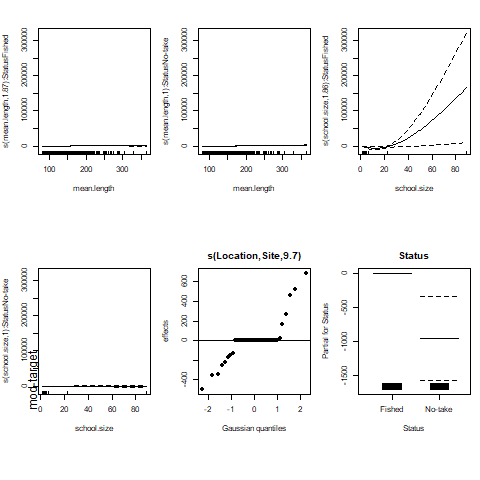 s(mean.length,1.87):StatusFished
0 100000 200000 300000
100 200 300
mean.length
s(mean.length,1):StatusNo-take
0 100000 200000 300000
100 200 300
mean.length
s(school.size,1.86):StatusFished
0 100000 200000 300000
0 20 40 60 80
school.size
s(school.size,1):StatusNo-take
mod.target
0 100000 200000 300000
0 20 40 60 80
school.size
s(Location,Site,9.7)
effects
-400 0 200 400 600
-2 -1 0 1 2
Gaussian quantiles
Status
Partial for Status
-1500 -1000 -500 0
Fished No-take
Status